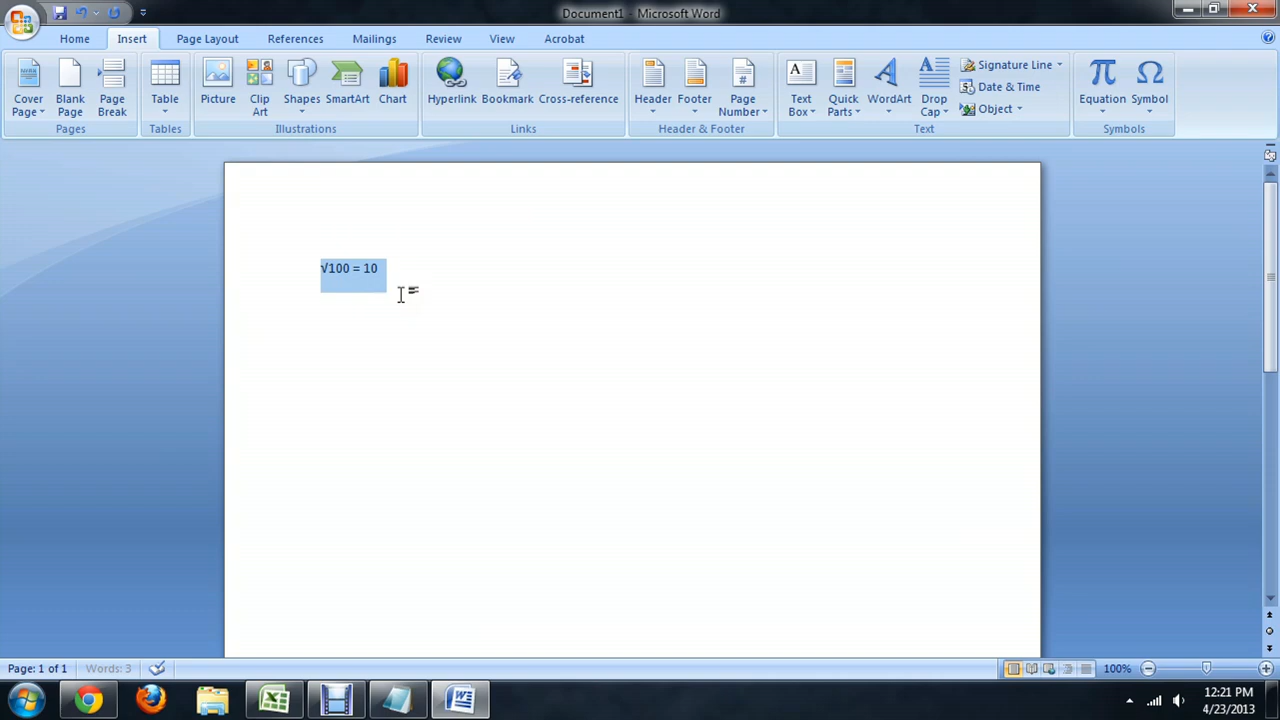 Document1 - Microsoft Word
Home Insert Page Layout References Mailings Review View Acrobat
Cover Page Blank Page Page Break Table Picture Clip Art Shapes SmartArt Chart Hyperlink Bookmark Cross-reference Header Footer Page Number Text Box Quick Parts WordArt Drop Cap Signature Line Date & Time Object Equation Symbol
Pages Tables Illustrations Links Header & Footer Text Symbols
√100 = 10
Page: 1 of 1 Words: 3 100%
12:21 PM
4/23/2013